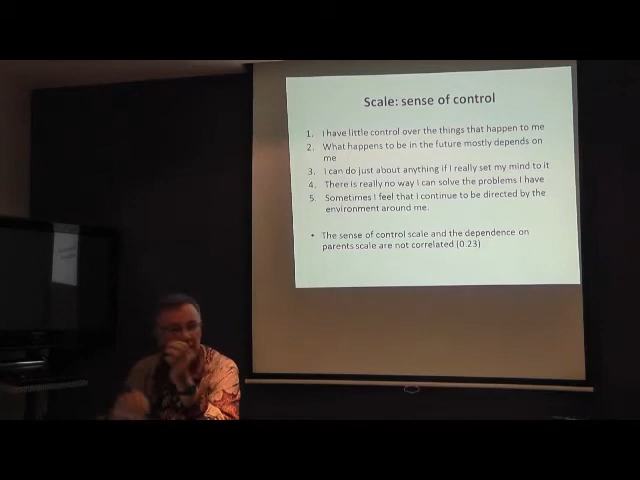 Scale: sense of control
1. I have little control over the things that happen to me
2. What happens to be in the future mostly depends on
me
3. I can do just about anything if I really set my mind to it
4. There is really no way I can solve the problems I have
5. Sometimes I feel that I continue to be directed by the
environment around me.
• The sense of control scale and the dependence on
parents scale are not correlated (0.23)